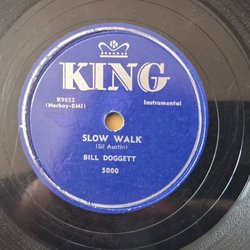 KING
K9852
(Norbay-BMI)
Instrumental
SLOW WALK
(Sil Austin)
BILL DOGGETT
5000